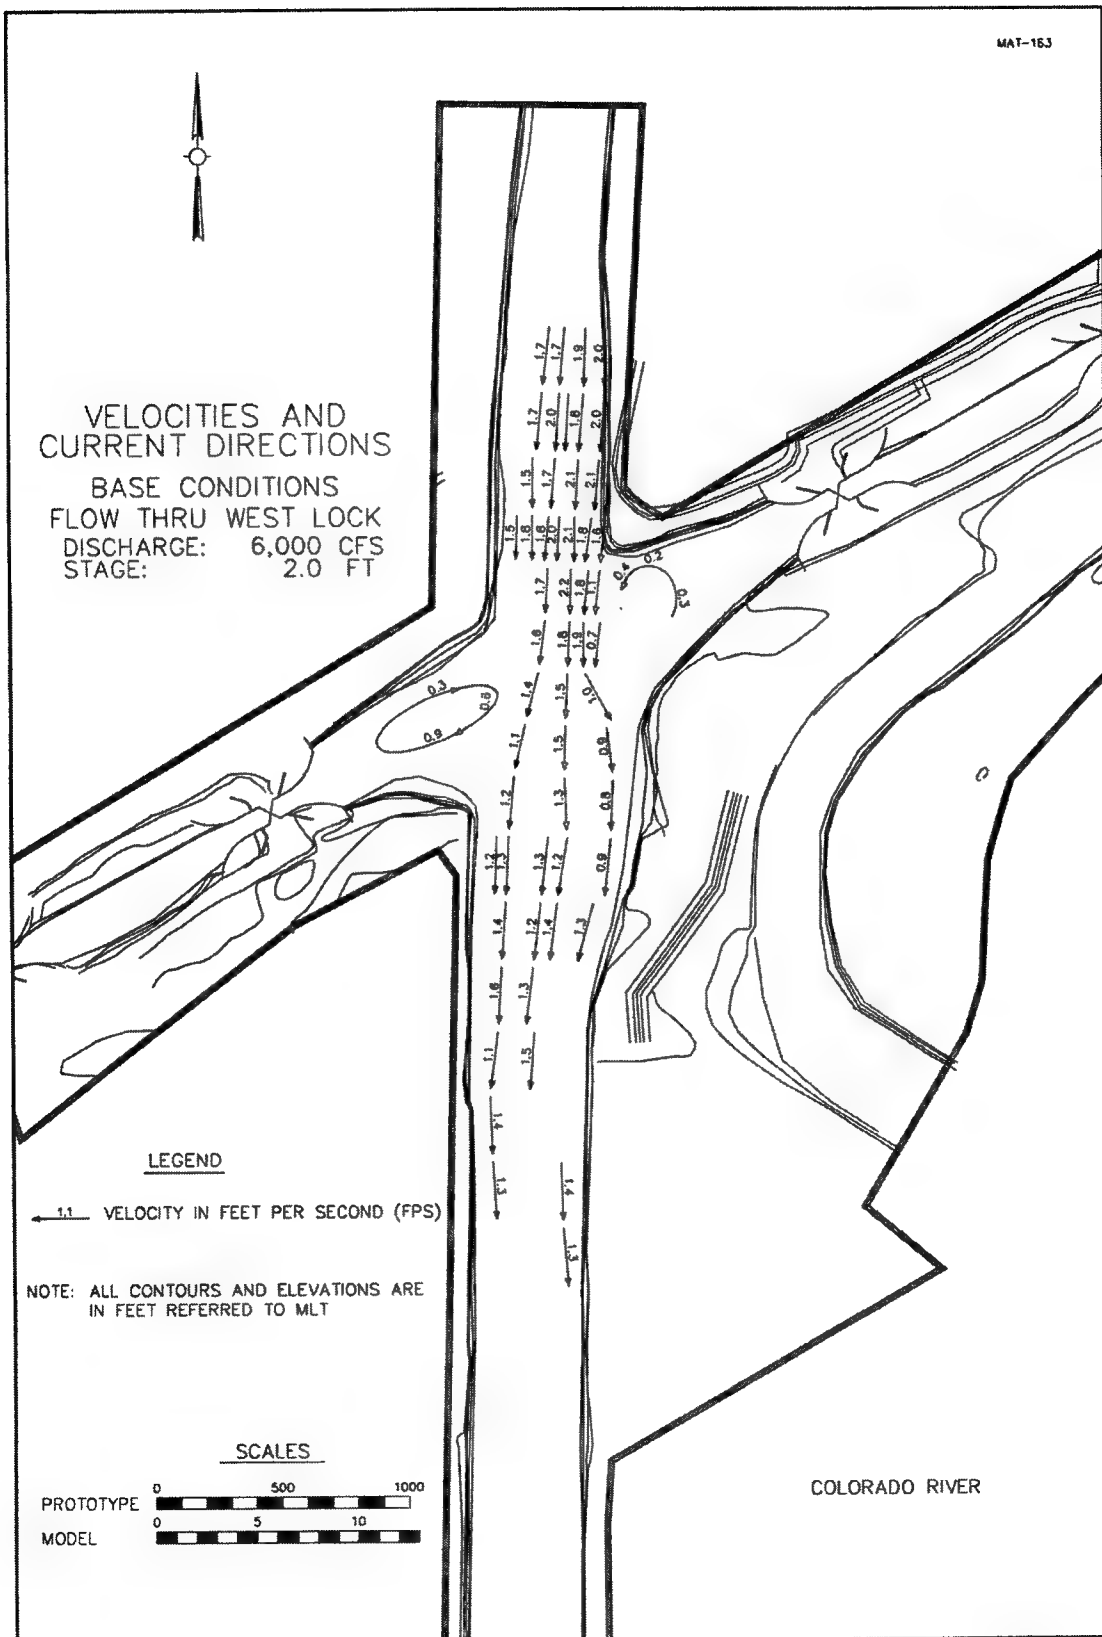 MAT-163
VELOCITIES AND
CURRENT DIRECTIONS
BASE CONDITIONS
FLOW THRU WEST LOCK
DISCHARGE: 6,000 CFS
STAGE: 2.0 FT
1.7 1.7 1.9 2.0
1.7 2.0 1.8 2.0
1.5 1.7 2.1 2.1
1.5 1.6 1.6 2.0 2.1 1.8 1.6
0.2
0.3
1.7 2.2 1.8 1.1
1.6 1.8 1.9 0.7
0.3 0.8 0.9
1.4 1.5
1.1 1.5 0.9
1.2 1.3 0.8
1.2 1.3 1.3 1.2 0.9
1.4 1.2 1.4 1.3
1.6 1.3
1.1 1.5
1.4
1.3 1.4
1.3
LEGEND
1.1 VELOCITY IN FEET PER SECOND (FPS)
NOTE: ALL CONTOURS AND ELEVATIONS ARE
IN FEET REFERRED TO MLT
SCALES
PROTOTYPE 0 500 1000
MODEL 0 5 10
COLORADO RIVER